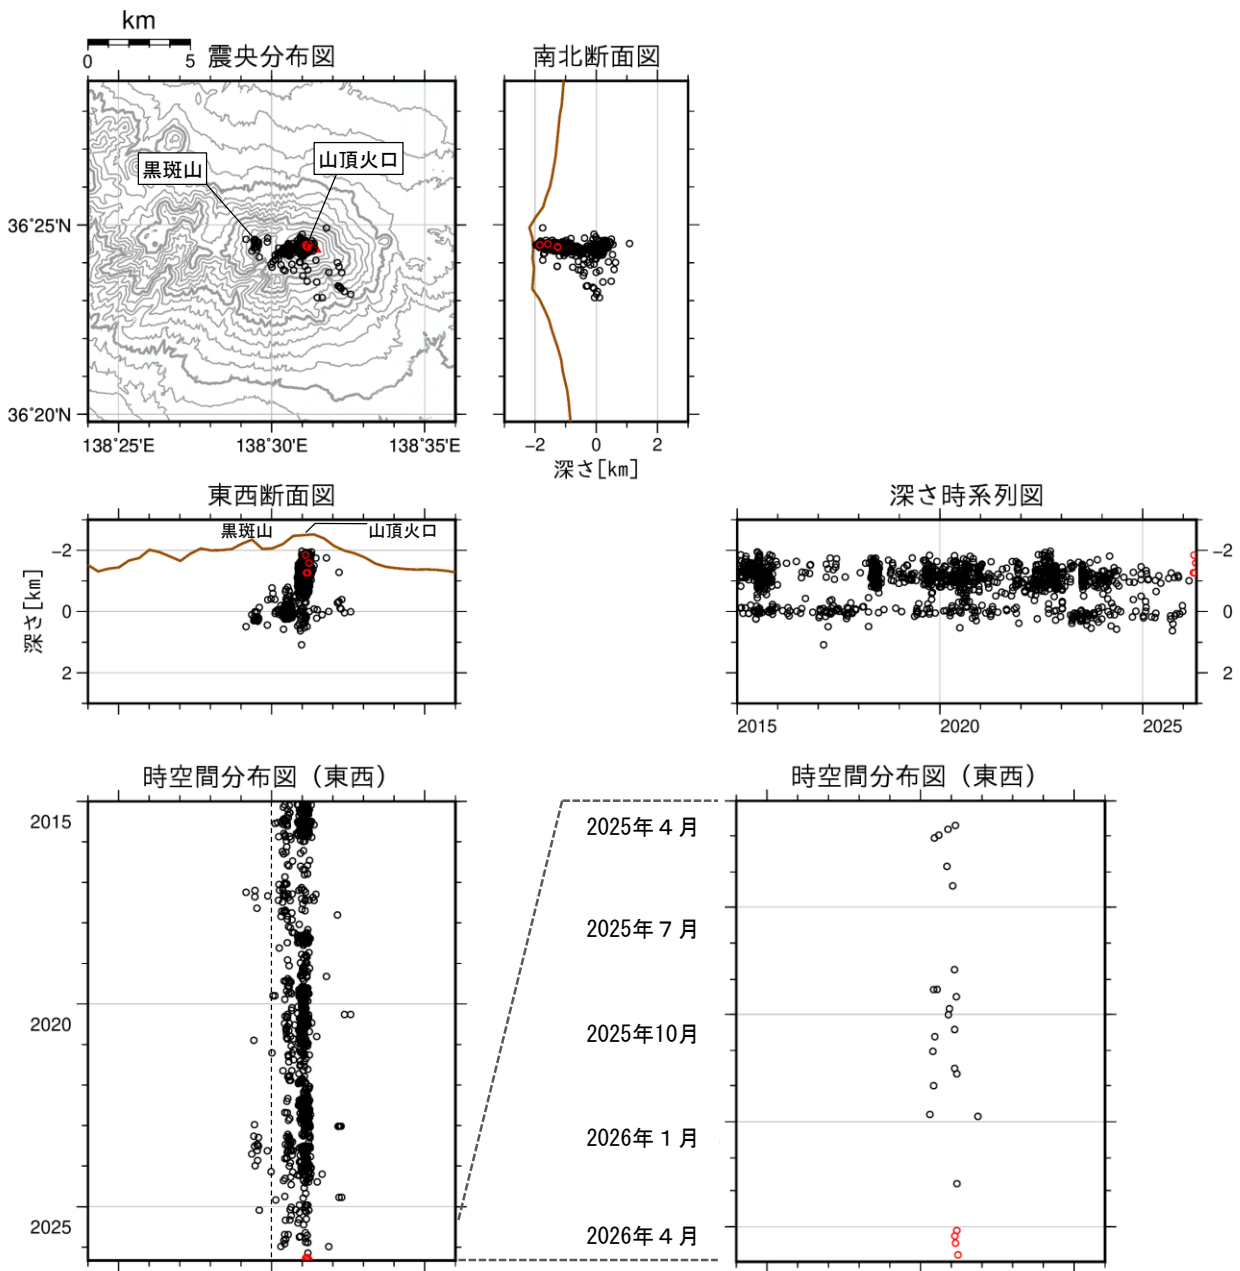 km
0 5
震央分布図
南北断面図
黒斑山
山頂火口
36°25'N
36°20'N
138°25'E 138°30'E 138°35'E
-2 0 2
深さ[km]
東西断面図
黒斑山 山頂火口
-2
0
2
深さ[km]
深さ時系列図
-2
0
2
2015 2020 2025
時空間分布図（東西）
2015
2020
2025
時空間分布図（東西）
2025年４月
2025年７月
2025年10月
2026年１月
2026年４月